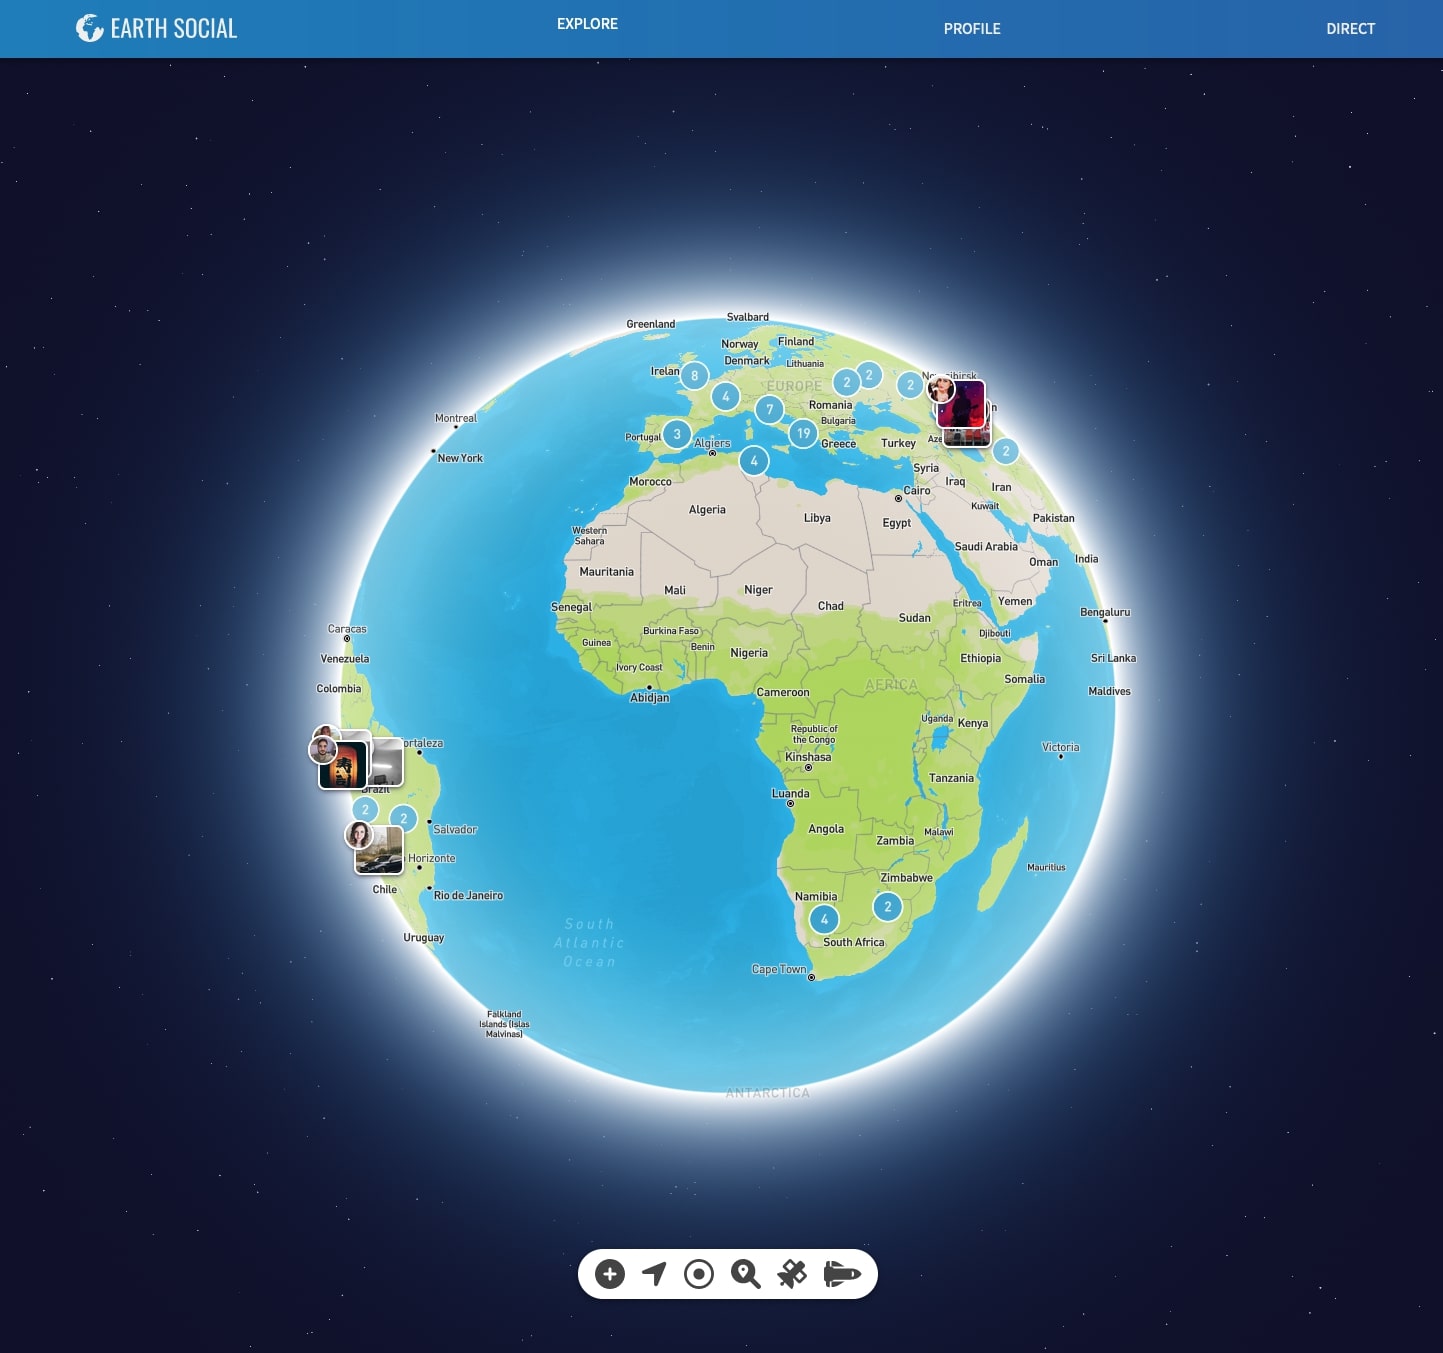 EARTH SOCIAL
EXPLORE
PROFILE
DIRECT
Svalbard
Greenland
Norway
Finland
Denmark
Lithuania
Irelan
8
2
2
2
EUROPE
4
Romania
7
Bulgaria
Montreal
3
19
Portugal
Algiers
Greece
Turkey
Aze
n
New York
4
2
Syria
Morocco
Iraq
Iran
Cairo
Kuwait
Algeria
Libya
Egypt
Pakistan
Western
Sahara
Saudi Arabia
Oman
India
Mauritania
Mali
Niger
Chad
Senegal
Eritrea
Yemen
Bengaluru
Sudan
Caracas
Burkina Faso
Djibouti
Guinea
Benin
Nigeria
Venezuela
Ethiopia
Sri Lanka
Ivory Coast
Somalia
Colombia
Abidjan
Cameroon
AFRICA
Maldives
Uganda
Kenya
Republic of
the Congo
ortaleza
Victoria
Kinshasa
Tanzania
Brazil
Luanda
2
2
Salvador
Angola
Malawi
Zambia
Horizonte
Mauritius
Zimbabwe
Chile
Rio de Janeiro
Namibia
4
2
South
Atlantic
Ocean
Uruguay
South Africa
Cape Town
Falkland
Islands (Islas
Malvinas)
ANTARCTICA